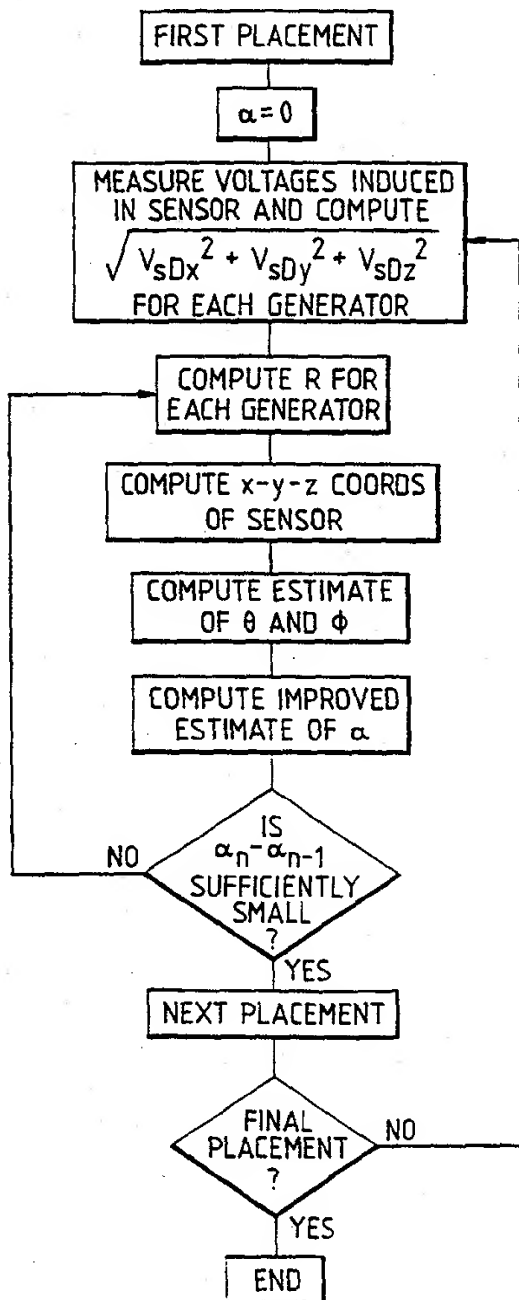 FIRST PLACEMENT
α = 0
MEASURE VOLTAGES INDUCED
IN SENSOR AND COMPUTE
√ VsDx² + VsDy² + VsDz²
FOR EACH GENERATOR
COMPUTE R FOR
EACH GENERATOR
COMPUTE x-y-z COORDS
OF SENSOR
COMPUTE ESTIMATE
OF θ AND ϕ
COMPUTE IMPROVED
ESTIMATE OF α
IS
NO αn-αn-1
SUFFICIENTLY
SMALL
?
YES
NEXT PLACEMENT
FINAL
PLACEMENT NO
?
YES
END